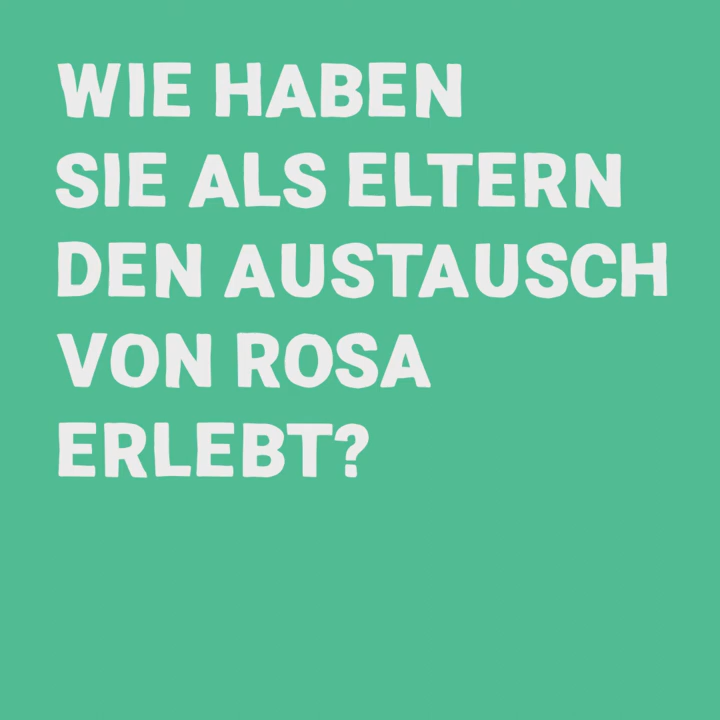 WIE HABEN
SIE ALS ELTERN
DEN AUSTAUSCH
VON ROSA
ERLEBT?